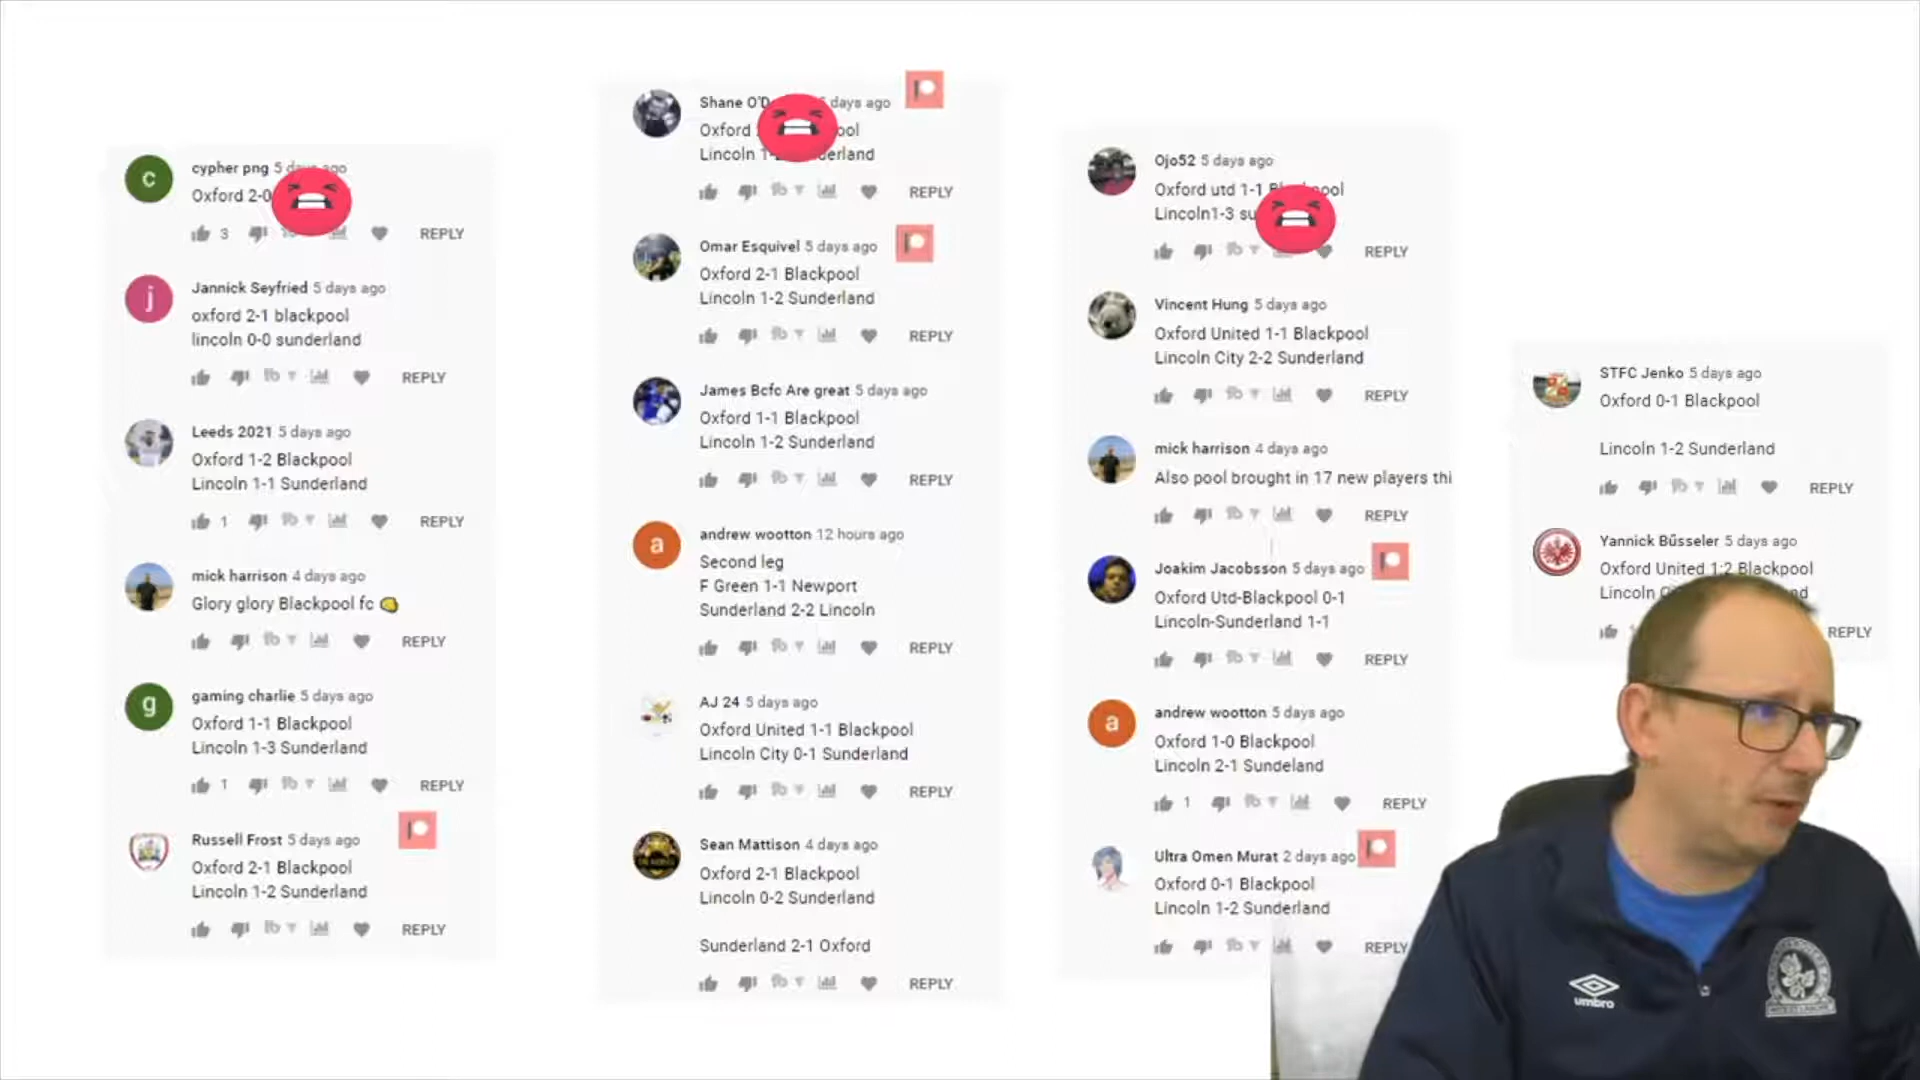 cypher png 5 days ago
Oxford 2-0
3 REPLY
Jannick Seyfried 5 days ago
oxford 2-1 blackpool
lincoln 0-0 sunderland
REPLY
Leeds 2021 5 days ago
Oxford 1-2 Blackpool
Lincoln 1-1 Sunderland
1 REPLY
mick harrison 4 days ago
Glory glory Blackpool fc
REPLY
gaming charlie 5 days ago
Oxford 1-1 Blackpool
Lincoln 1-3 Sunderland
1 REPLY
Russell Frost 5 days ago
Oxford 2-1 Blackpool
Lincoln 1-2 Sunderland
REPLY
Shane days ago
Oxford
Lincoln
REPLY
Omar Esquivel 5 days ago
Oxford 2-1 Blackpool
Lincoln 1-2 Sunderland
REPLY
James Bcfc Are great 5 days ago
Oxford 1-1 Blackpool
Lincoln 1-2 Sunderland
REPLY
andrew wootton 12 hours ago
Second leg
F Green 1-1 Newport
Sunderland 2-2 Lincoln
REPLY
AJ 24 5 days ago
Oxford United 1-1 Blackpool
Lincoln City 0-1 Sunderland
REPLY
Sean Mattison 4 days ago
Oxford 2-1 Blackpool
Lincoln 0-2 Sunderland
Sunderland 2-1 Oxford
REPLY
Ojo52 5 days ago
Oxford utd 1-1 Blackpool
Lincoln1-3 su
REPLY
Vincent Hung 5 days ago
Oxford United 1-1 Blackpool
Lincoln City 2-2 Sunderland
REPLY
mick harrison 4 days ago
Also pool brought in 17 new players thi
REPLY
Joakim Jacobsson 5 days ago
Oxford Utd-Blackpool 0-1
Lincoln-Sunderland 1-1
REPLY
andrew wootton 5 days ago
Oxford 1-0 Blackpool
Lincoln 2-1 Sundeland
1 REPLY
Ultra Omen Murat 2 days ago
Oxford 0-1 Blackpool
Lincoln 1-2 Sunderland
REPLY
STFC Jenko 5 days ago
Oxford 0-1 Blackpool
Lincoln 1-2 Sunderland
REPLY
Yannick Büsseler 5 days ago
Oxford United 1:2 Blackpool
Lincoln
REPLY
umbro